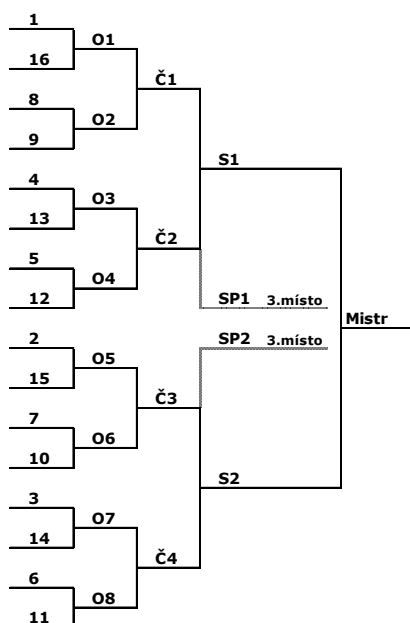 1
O1
16
Č1
8
O2
9
S1
4
O3
13
Č2
5
O4
12
SP1 3.místo
Mistr
2
SP2 3.místo
O5
15
Č3
7
O6
10
S2
3
O7
14
Č4
6
O8
11